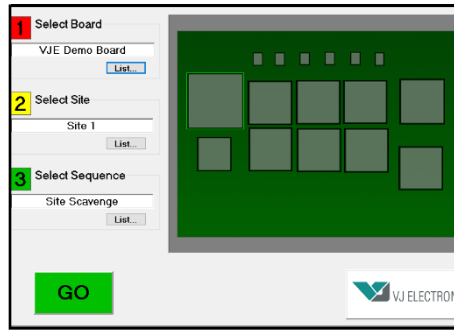 1 Select Board
VJE Demo Board
List...
2 Select Site
Site 1
List...
3 Select Sequence
Site Scavenge
List...
GO
VJ ELECTRON